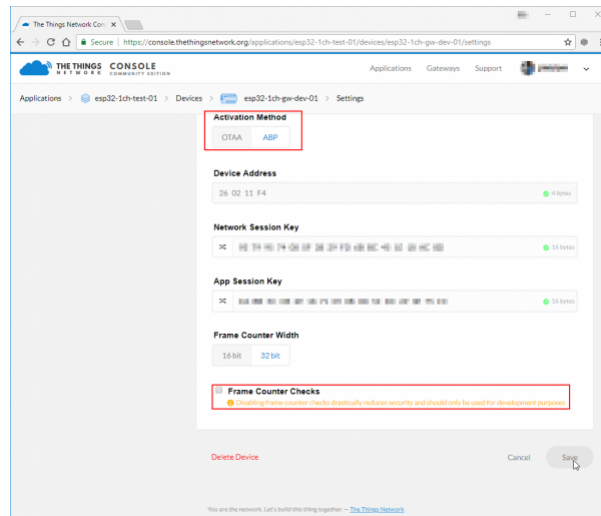 The Things Network Con
Secure | https://console.thethingsnetwork.org/applications/esp32-1ch-test-01/devices/esp32-1ch-gw-dev-01/settings
THE THINGS NETWORK CONSOLE COMMUNITY EDITION
Applications Gateways Support
Applications > esp32-1ch-test-01 > Devices > esp32-1ch-gw-dev-01 > Settings
Activation Method
OTAA ABP
Device Address
26 02 11 F4 4 bytes
Network Session Key
16 bytes
App Session Key
16 bytes
Frame Counter Width
16 bit 32 bit
Frame Counter Checks
Disabling frame counter checks drastically reduces security and should only be used for development purposes
Delete Device Cancel Save
You are the network. Let's build this thing together. — The Things Network